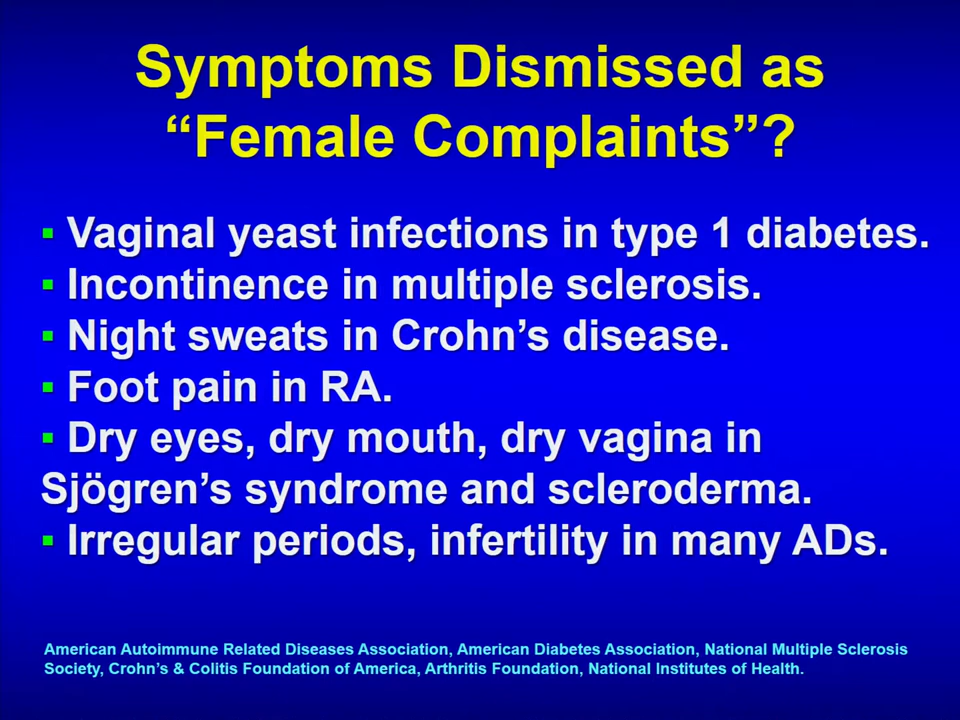 Symptoms Dismissed as
“Female Complaints”?
▪ Vaginal yeast infections in type 1 diabetes.
▪ Incontinence in multiple sclerosis.
▪ Night sweats in Crohn’s disease.
▪ Foot pain in RA.
▪ Dry eyes, dry mouth, dry vagina in
Sjögren’s syndrome and scleroderma.
▪ Irregular periods, infertility in many ADs.
American Autoimmune Related Diseases Association, American Diabetes Association, National Multiple Sclerosis
Society, Crohn’s & Colitis Foundation of America, Arthritis Foundation, National Institutes of Health.